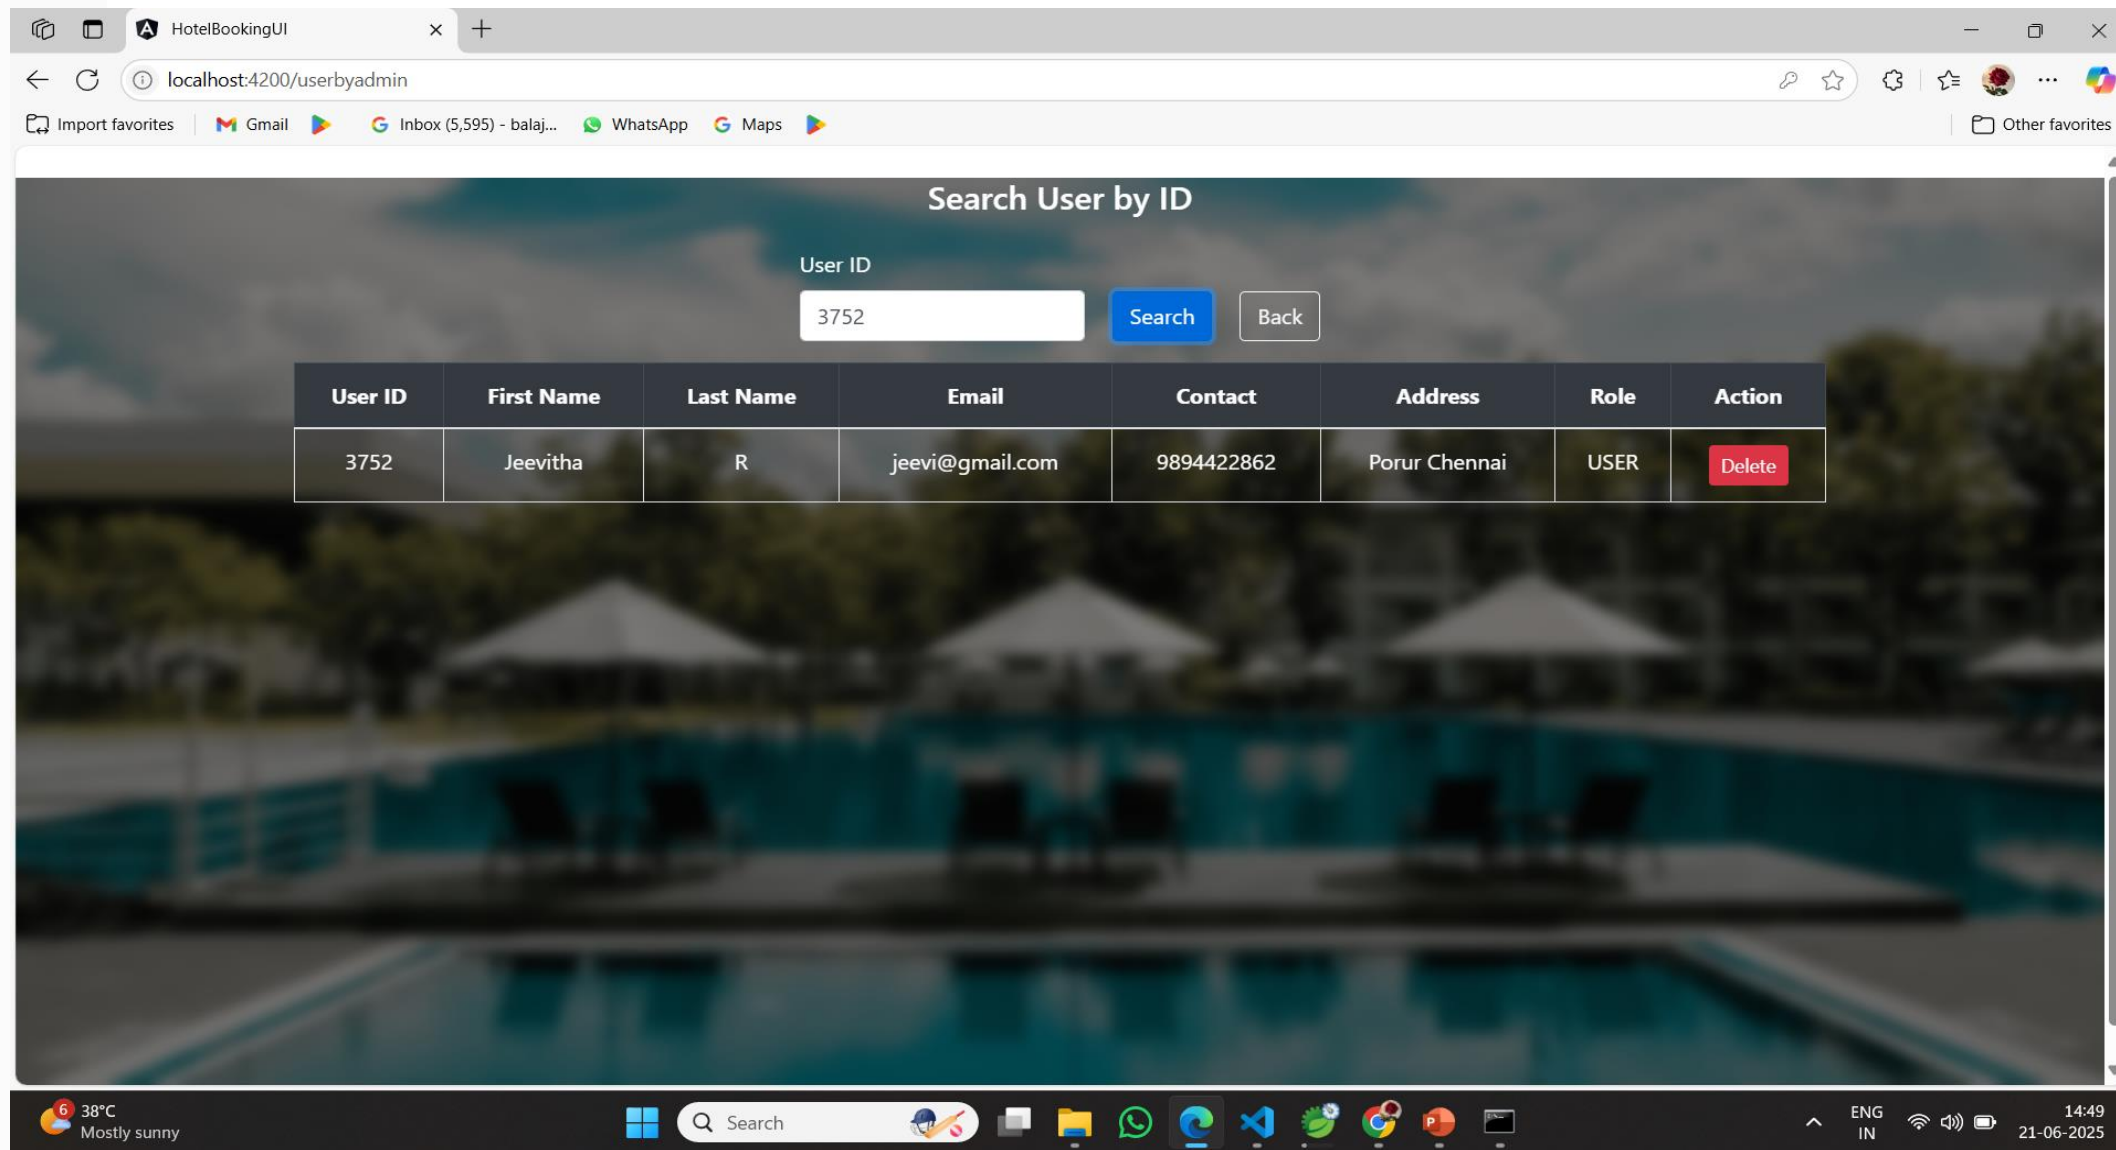 HotelBookingUI
localhost:4200/userbyadmin
Import favorites Gmail Inbox (5,595) - balaj... WhatsApp Maps Other favorites
Search User by ID
User ID
3752 Search Back
User ID First Name Last Name Email Contact Address Role Action
3752 Jeevitha R jeevi@gmail.com 9894422862 Porur Chennai USER Delete
6 38°C
Mostly sunny
Search
ENG
IN
14:49
21-06-2025